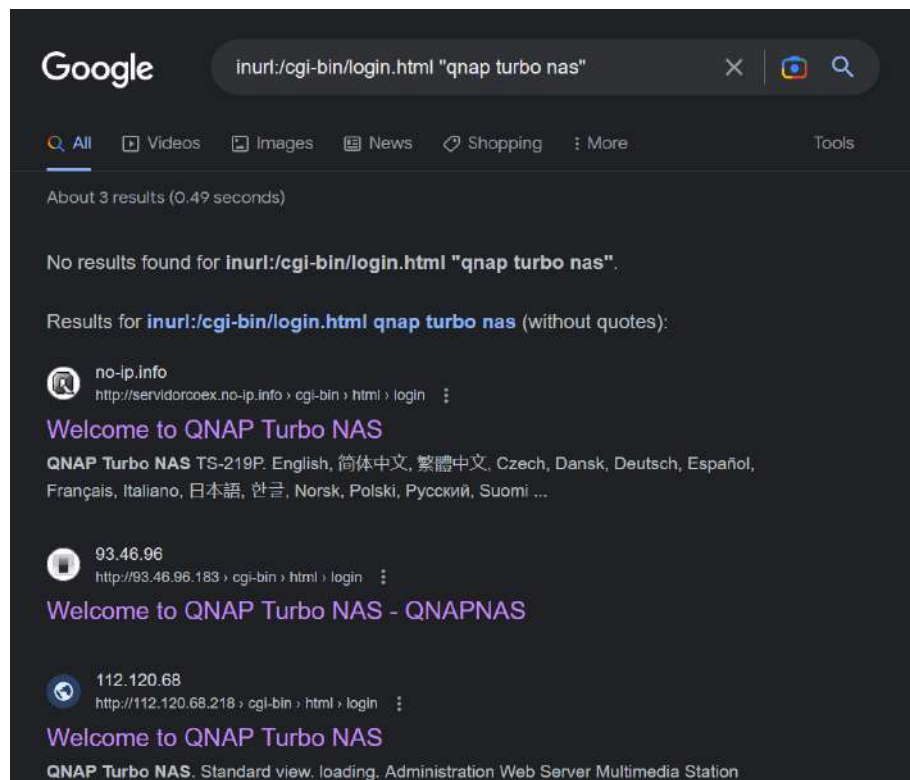 Google
inurl:/cgi-bin/login.html "qnap turbo nas"
All Videos Images News Shopping More Tools
About 3 results (0.49 seconds)
No results found for inurl:/cgi-bin/login.html "qnap turbo nas".
Results for inurl:/cgi-bin/login.html qnap turbo nas (without quotes):
no-ip.info
http://servidorcoex.no-ip.info › cgi-bin › html › login
Welcome to QNAP Turbo NAS
QNAP Turbo NAS TS-219P. English, 简体中文, 繁體中文, Czech, Dansk, Deutsch, Español,
Français, Italiano, 日本語, 한글, Norsk, Polski, Русский, Suomi ...
93.46.96
http://93.46.96.183 › cgi-bin › html › login
Welcome to QNAP Turbo NAS - QNAPNAS
112.120.68
http://112.120.68.218 › cgi-bin › html › login
Welcome to QNAP Turbo NAS
QNAP Turbo NAS. Standard view. loading. Administration Web Server Multimedia Station